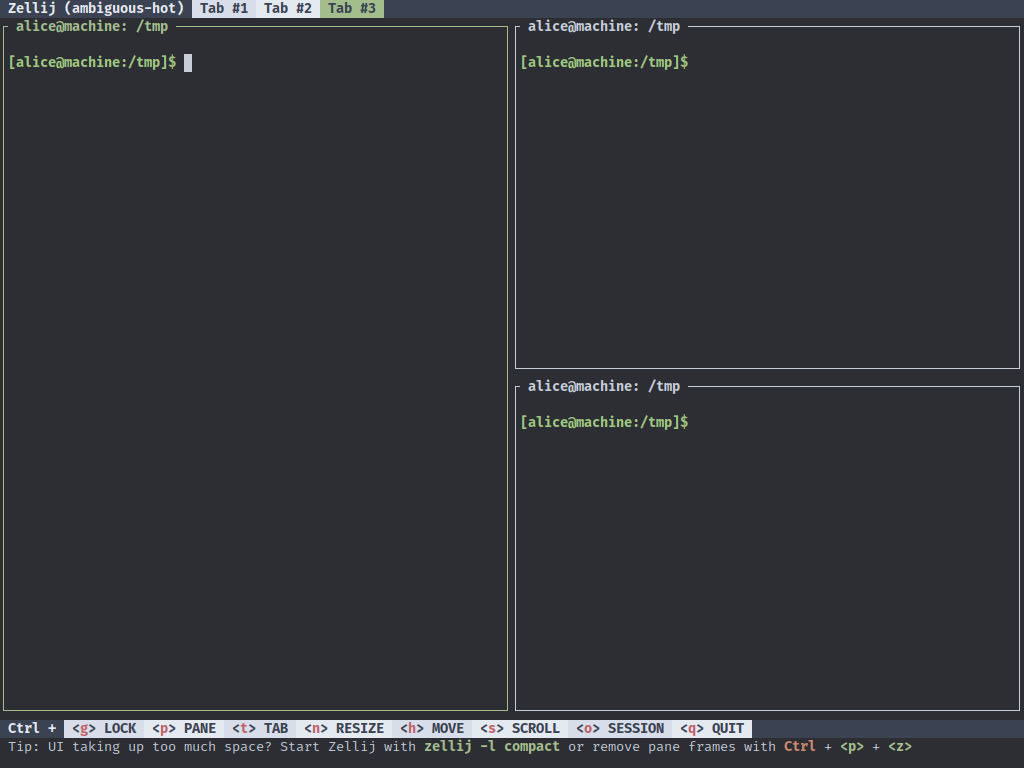 Zellij (ambiguous-hot) Tab #1 Tab #2 Tab #3
alice@machine: /tmp
[alice@machine:/tmp]$
alice@machine: /tmp
[alice@machine:/tmp]$
alice@machine: /tmp
[alice@machine:/tmp]$
Ctrl + <g> LOCK <p> PANE <t> TAB <n> RESIZE <h> MOVE <s> SCROLL <o> SESSION <q> QUIT
Tip: UI taking up too much space? Start Zellij with zellij -l compact or remove pane frames with Ctrl + <p> + <z>